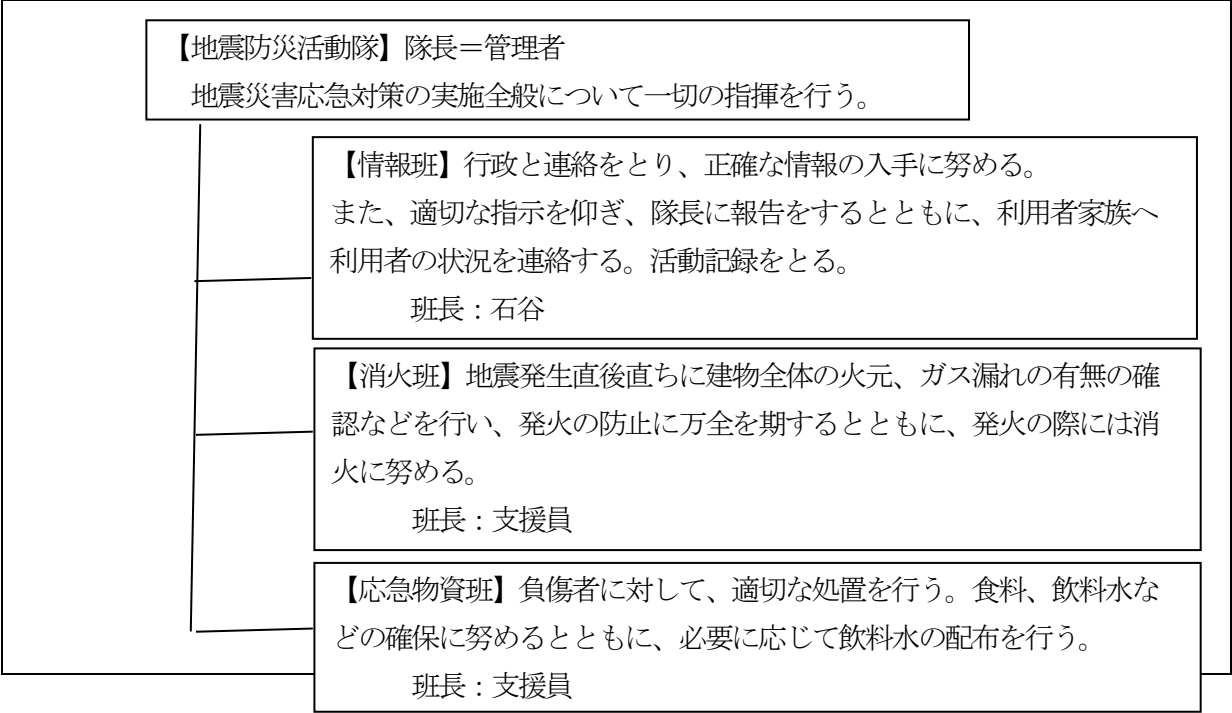 【地震防災活動隊】隊長＝管理者
地震災害応急対策の実施全般について一切の指揮を行う。
【情報班】行政と連絡をとり、正確な情報の入手に努める。
また、適切な指示を仰ぎ、隊長に報告をするとともに、利用者家族へ
利用者の状況を連絡する。活動記録をとる。
班長：石谷
【消火班】地震発生直後直ちに建物全体の火元、ガス漏れの有無の確
認などを行い、発火の防止に万全を期するとともに、発火の際には消
火に努める。
班長：支援員
【応急物資班】負傷者に対して、適切な処置を行う。食料、飲料水な
どの確保に努めるとともに、必要に応じて飲料水の配布を行う。
班長：支援員